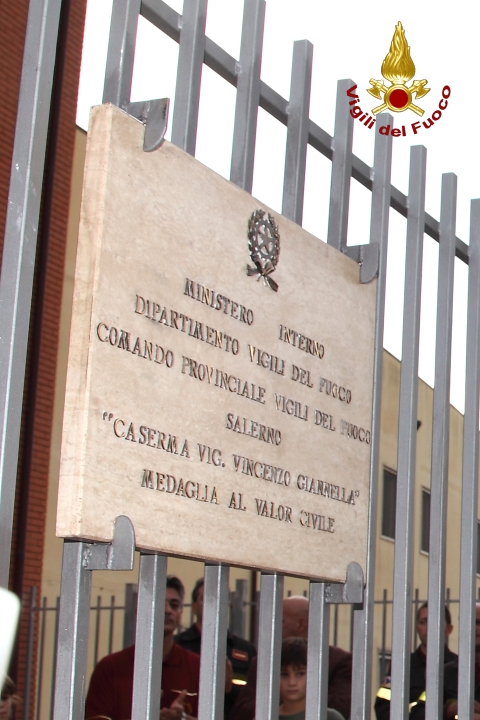 Vigili del Fuoco
MINISTERO INTERNO
DIPARTIMENTO VIGILI DEL FUOCO
COMANDO PROVINCIALE VIGILI DEL FUOCO
SALERNO
"CASERMA VIG. VINCENZO GIANNELLA"
MEDAGLIA AL VALOR CIVILE